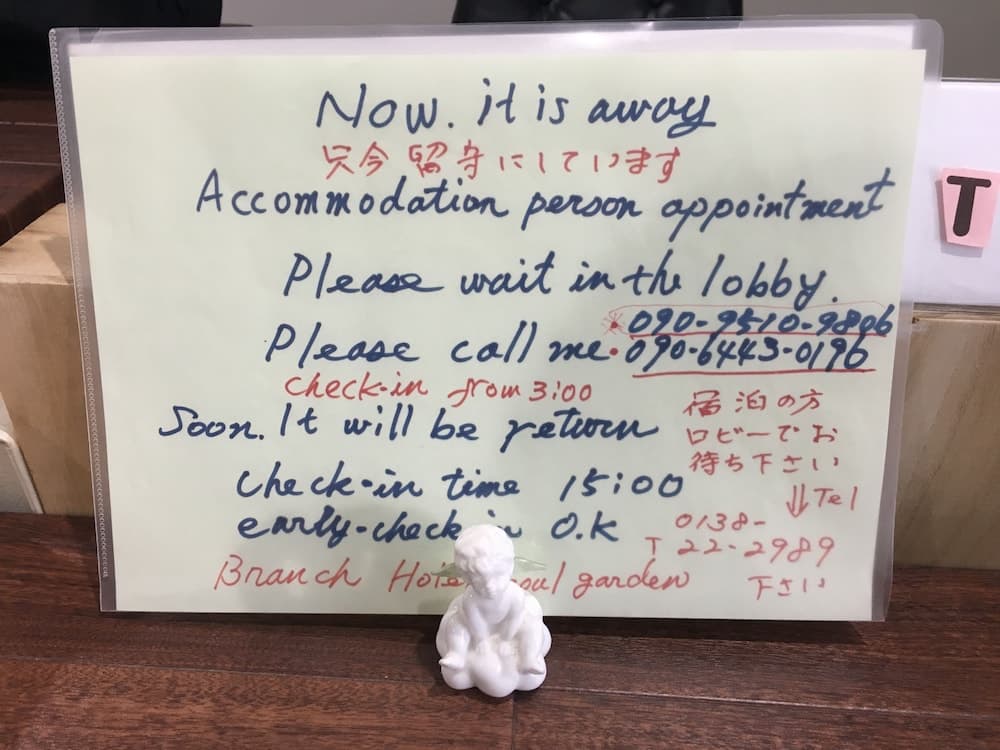 Now. it is away
只今留守にしています
Accommodation person appointment
Please wait in the lobby.
090-9510-9806
Please call me. 090-6443-0196
check-in from 3:00
Soon. It will be return
宿泊の方
ロビーでお
待ち下さい
check-in time 15:00
⇓ Tel
early-check in O.K
0138-
T 22-2989
下さい
Branch Hotel oul garden
T